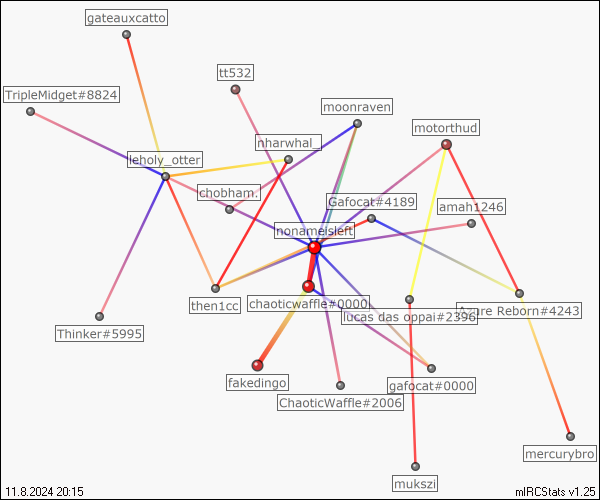 gateauxcatto
tt532
TripleMidget#8824
moonraven
motorthud
nharwhal_
leholy_otter
chobham.
Gafocat#4189
amah1246
nonameisleft
then1cc
chaoticwaffle#0000
Azure Reborn#4243
lucas das oppai#2396
Thinker#5995
fakedingo
gafocat#0000
ChaoticWaffle#2006
mercurybro
mukszi
11.8.2024 20:15
mIRCStats v1.25